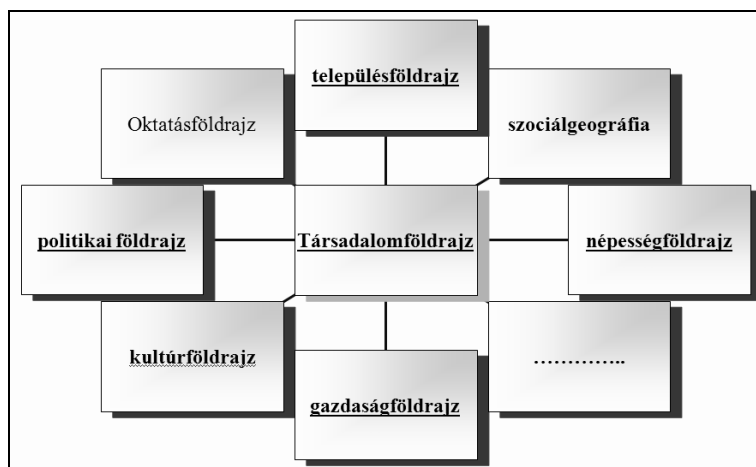 településföldrajz
Oktatásföldrajz
szociálgeográfia
politikai földrajz
Társadalomföldrajz
népességföldrajz
kultúrföldrajz
…………..
gazdaságföldrajz